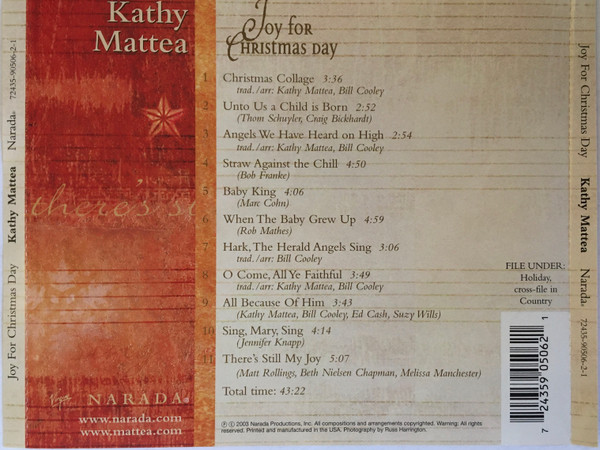 Kathy
Mattea
Joy for
Christmas day
1 Christmas Collage 3:36
trad./arr: Kathy Mattea, Bill Cooley
2 Unto Us a Child is Born 2:52
(Thom Schuyler, Craig Bickhardt)
3 Angels We Have Heard on High 2:54
trad./arr: Kathy Mattea, Bill Cooley
4 Straw Against the Chill 4:50
(Bob Franke)
5 Baby King 4:06
(Marc Cohn)
6 When The Baby Grew Up 4:59
(Rob Mathes)
7 Hark, The Herald Angels Sing 3:06
trad./arr: Bill Cooley
8 O Come, All Ye Faithful 3:49
trad./arr: Kathy Mattea, Bill Cooley
9 All Because Of Him 3:43
(Kathy Mattea, Bill Cooley, Ed Cash, Suzy Wills)
10 Sing, Mary, Sing 4:14
(Jennifer Knapp)
11 There's Still My Joy 5:07
(Matt Rollings, Beth Nielsen Chapman, Melissa Manchester)
Total time: 43:22
℗ © 2003 Narada Productions, Inc. All compositions and arrangements copyrighted. Warning: All rights
reserved. Printed and manufactured in the USA. Photography by Russ Harrington.
FILE UNDER:
Holiday,
cross-file in
Country
7 24359 05062 1
there's s
Virgin NARADA.
www.narada.com
www.mattea.com
Joy For Christmas Day Kathy Mattea Narada. 72435-90506-2-1
Joy For Christmas Day Kathy Mattea Narada. 72435-90506-2-1